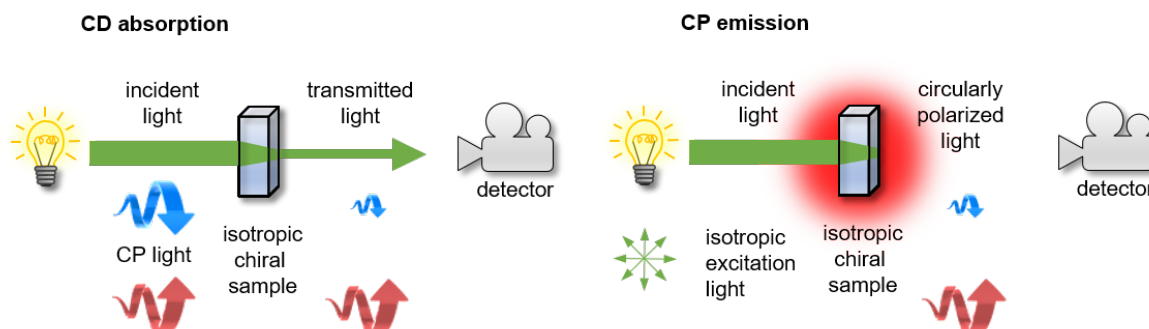 CD absorption
incident
light
transmitted
light
detector
CP light
isotropic
chiral
sample
CP emission
incident
light
circularly
polarized
light
detector
isotropic
excitation
light
isotropic
chiral
sample